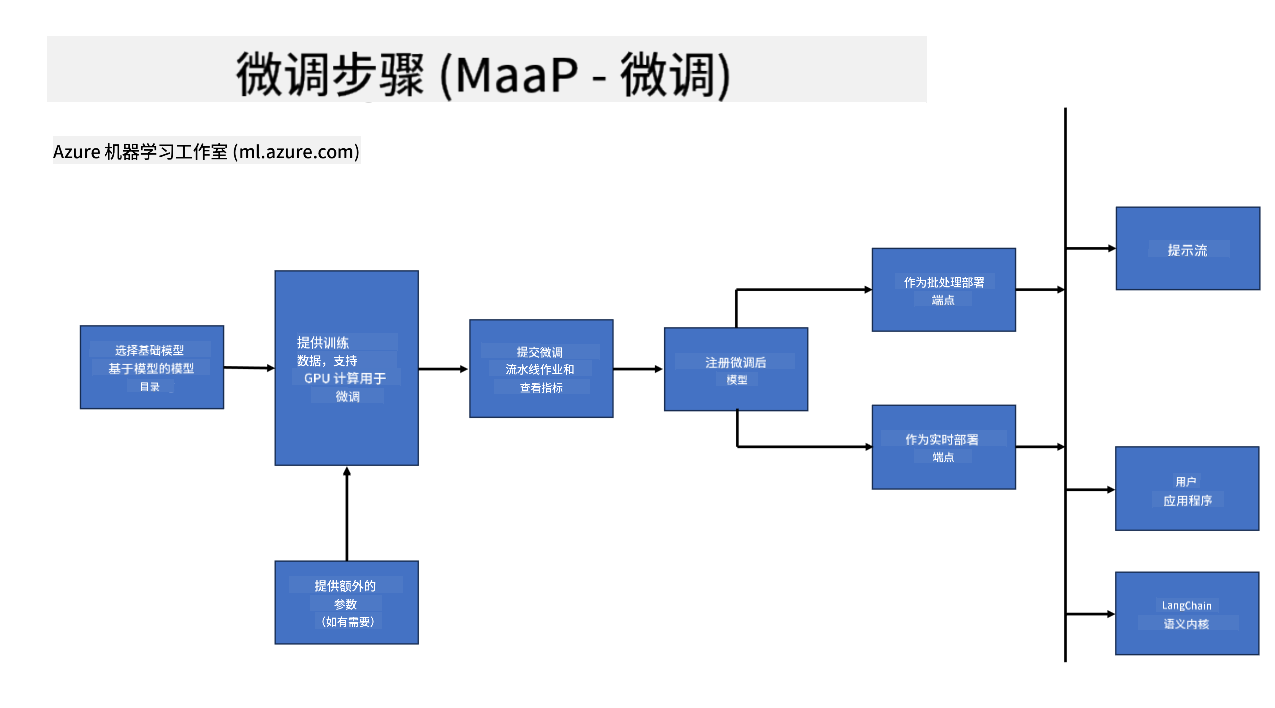 微调步骤 (MaaP - 微调)
Azure 机器学习工作室 (ml.azure.com)
选择基础模型
基于模型的模型
目录
提供训练
数据，支持
GPU 计算用于
微调
提供额外的
参数
（如有需要）
提交微调
流水线作业和
查看指标
注册微调后
模型
作为批处理部署
端点
作为实时部署
端点
提示流
用户
应用程序
LangChain
语义内核